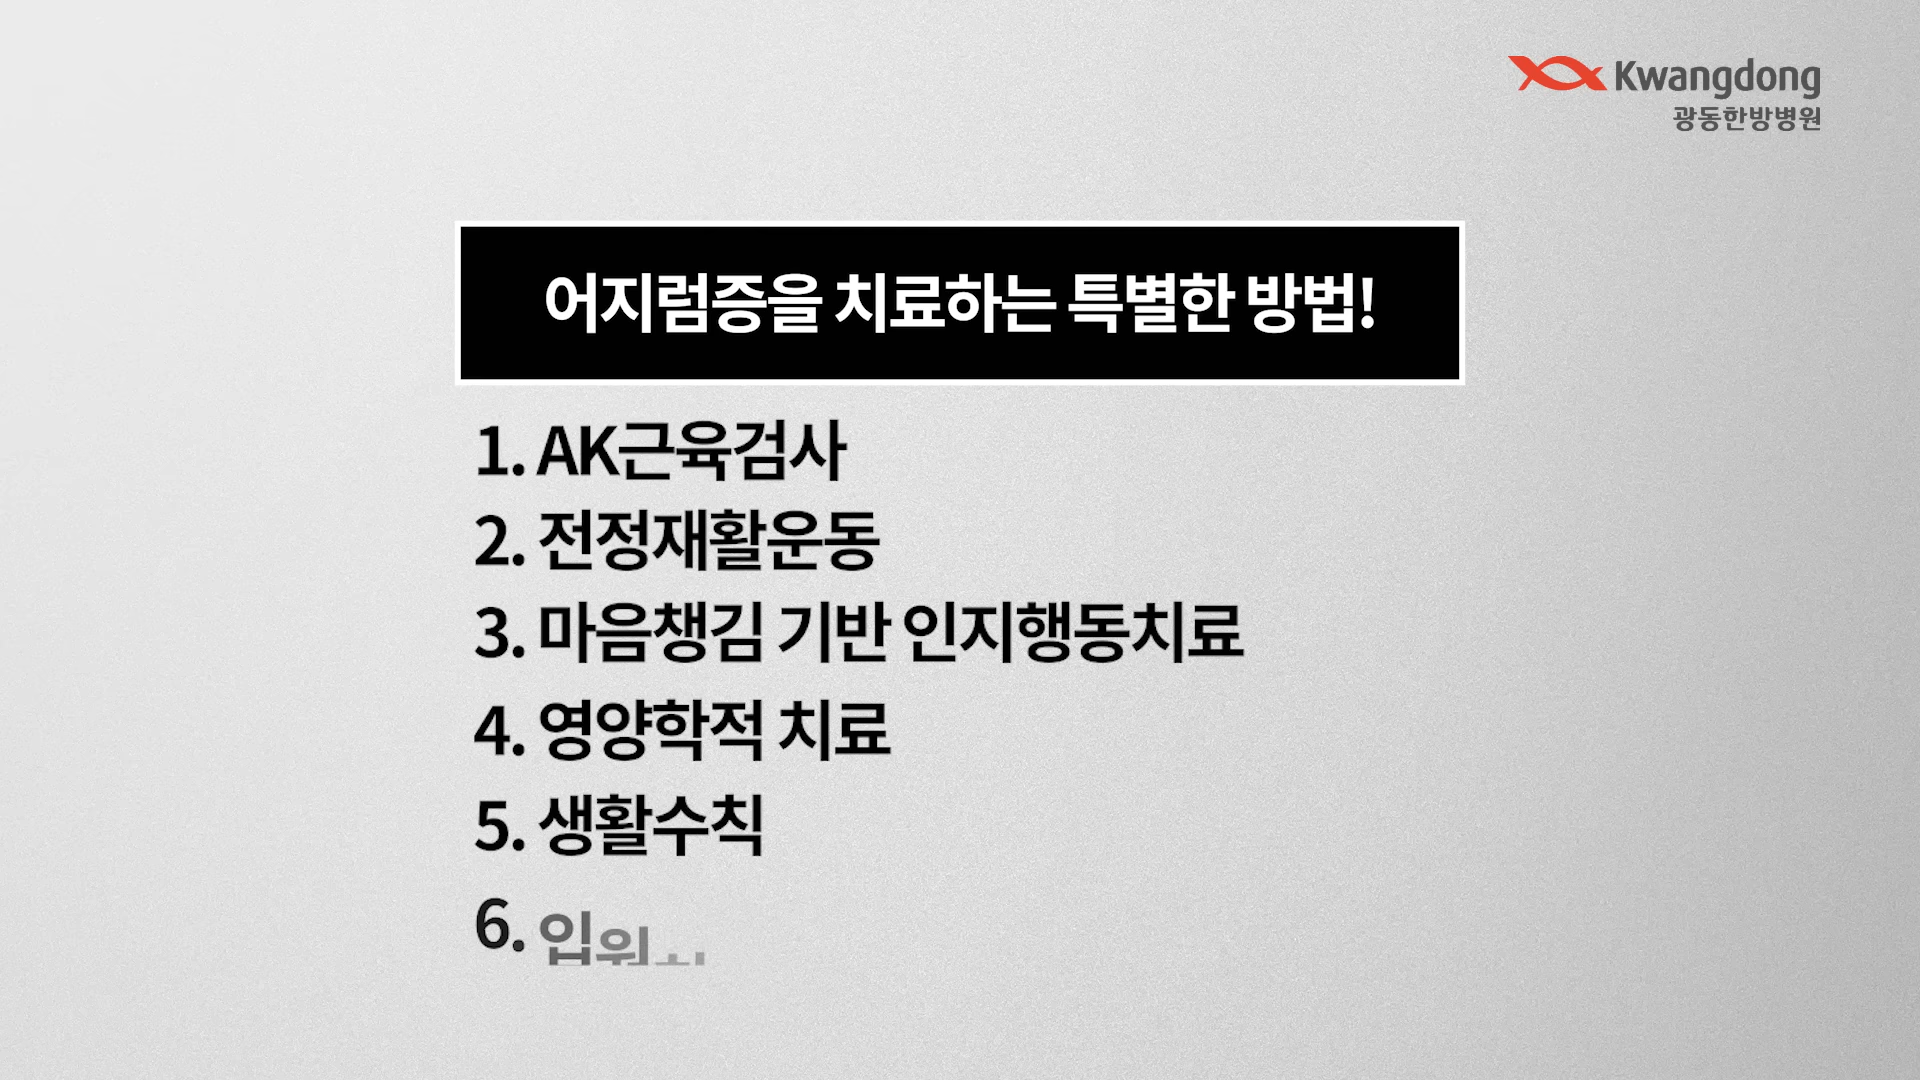 Kwangdong
광동한방병원
어지럼증을 치료하는 특별한 방법!
1. AK근육검사
2. 전정재활운동
3. 마음챙김 기반 인지행동치료
4. 영양학적 치료
5. 생활수칙
6.